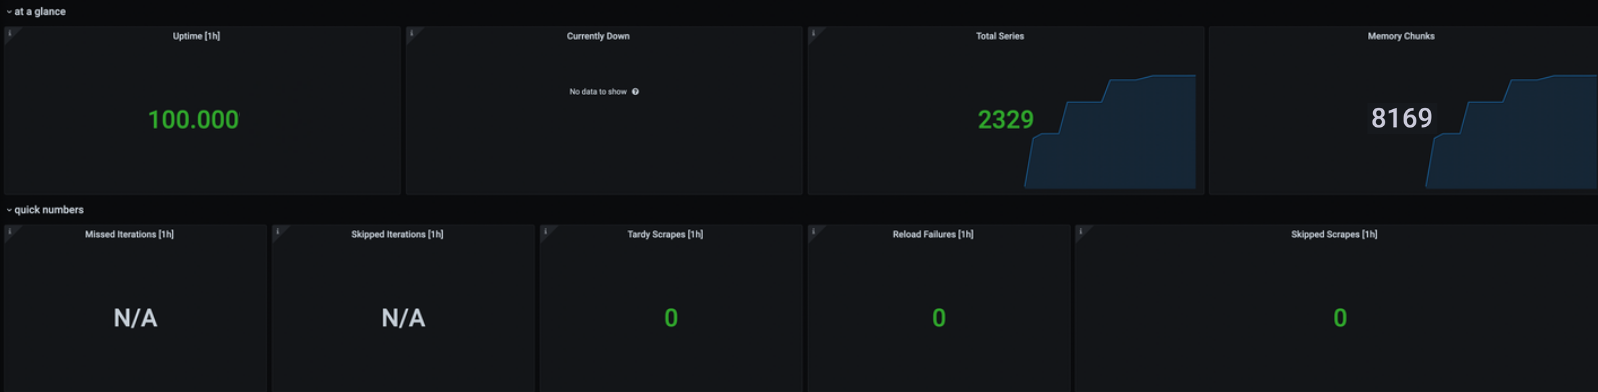 at a glance
Uptime [1h]
Currently Down
Total Series
Memory Chunks
No data to show
100.000
2329
8169
quick numbers
Missed Iterations [1h]
Skipped Iterations [1h]
Tardy Scrapes [1h]
Reload Failures [1h]
Skipped Scrapes [1h]
N/A
N/A
0
0
0